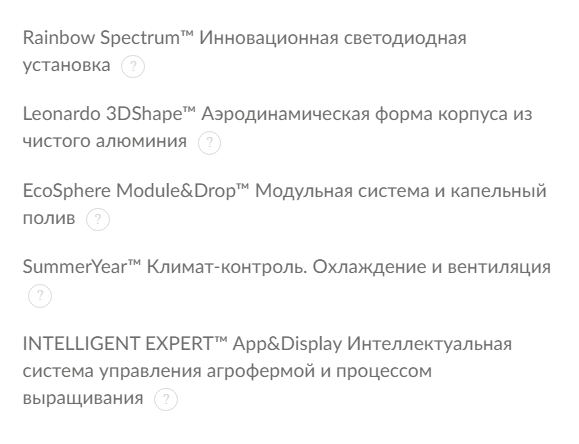 Rainbow Spectrum™ Инновационная светодиодная
установка ?
Leonardo 3DShape™ Аэродинамическая форма корпуса из
чистого алюминия ?
EcoSphere Module&Drop™ Модульная система и капельный
полив ?
SummerYear™ Климат-контроль. Охлаждение и вентиляция
?
INTELLIGENT EXPERT™ App&Display Интеллектуальная
система управления агрофермой и процессом
выращивания ?